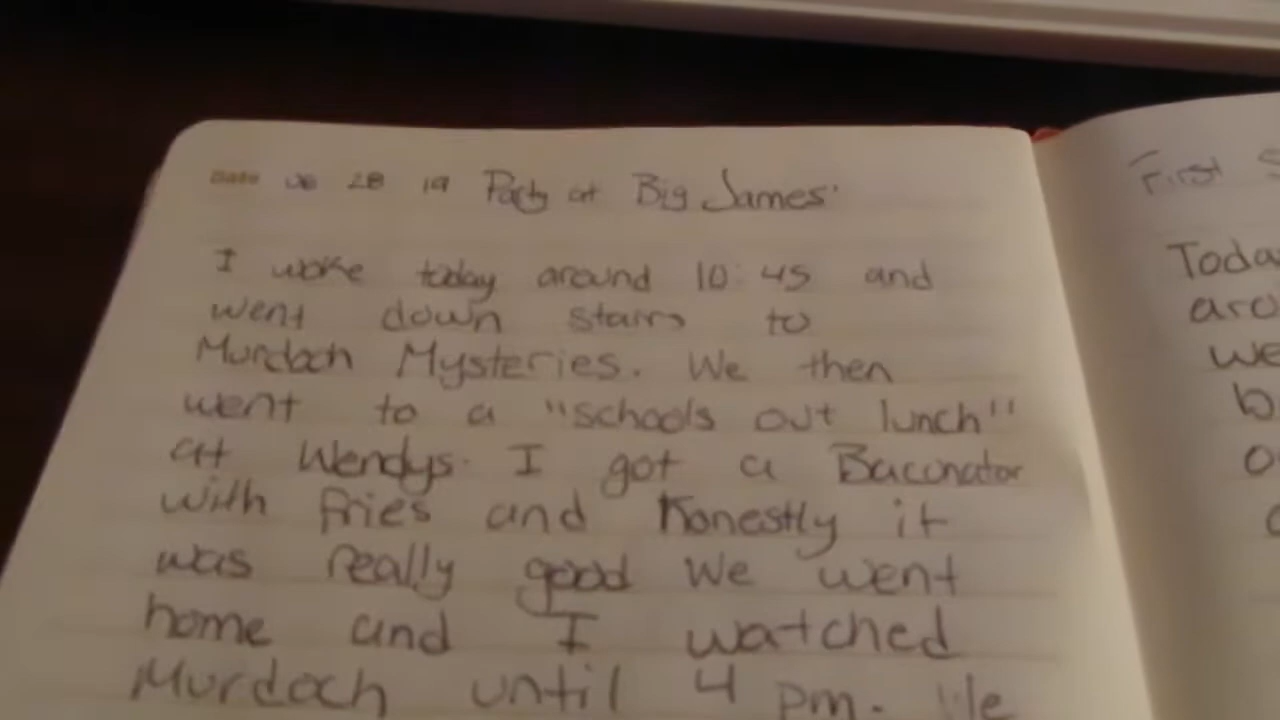 Date 06 28 19 Party at Big James'
I woke today around 10:45 and
went down stairs to
Murdoch Mysteries. We then
went to a "schools out lunch"
at Wendys. I got a Baconator
with fries and honestly it
was really good We went
home and I watched
Murdoch until 4 pm. We
First
Toda
aro
we
b
o